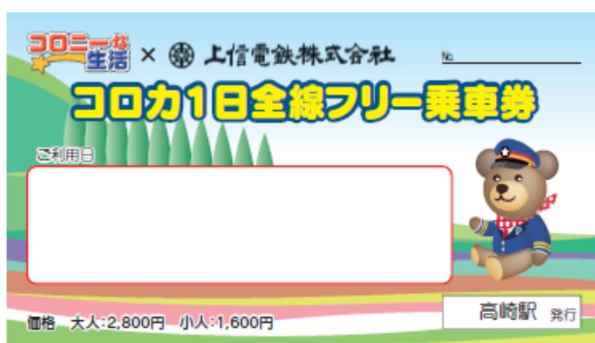 コロニーな生活 × 上信電鉄株式会社 No.
コロカ1日全線フリー乗車券
ご利用日
価格 大人:2,800円 小人:1,600円
高崎駅 発行